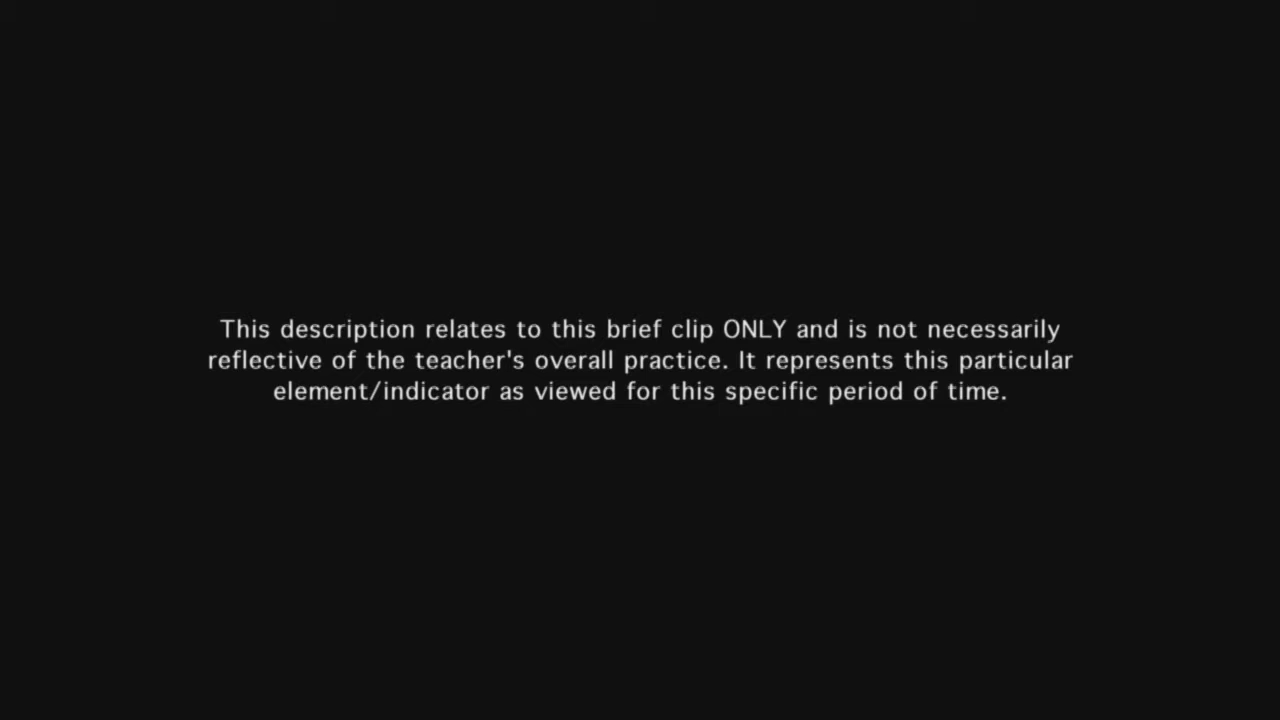 This description relates to this brief clip ONLY and is not necessarily
reflective of the teacher's overall practice. It represents this particular
element/indicator as viewed for this specific period of time.